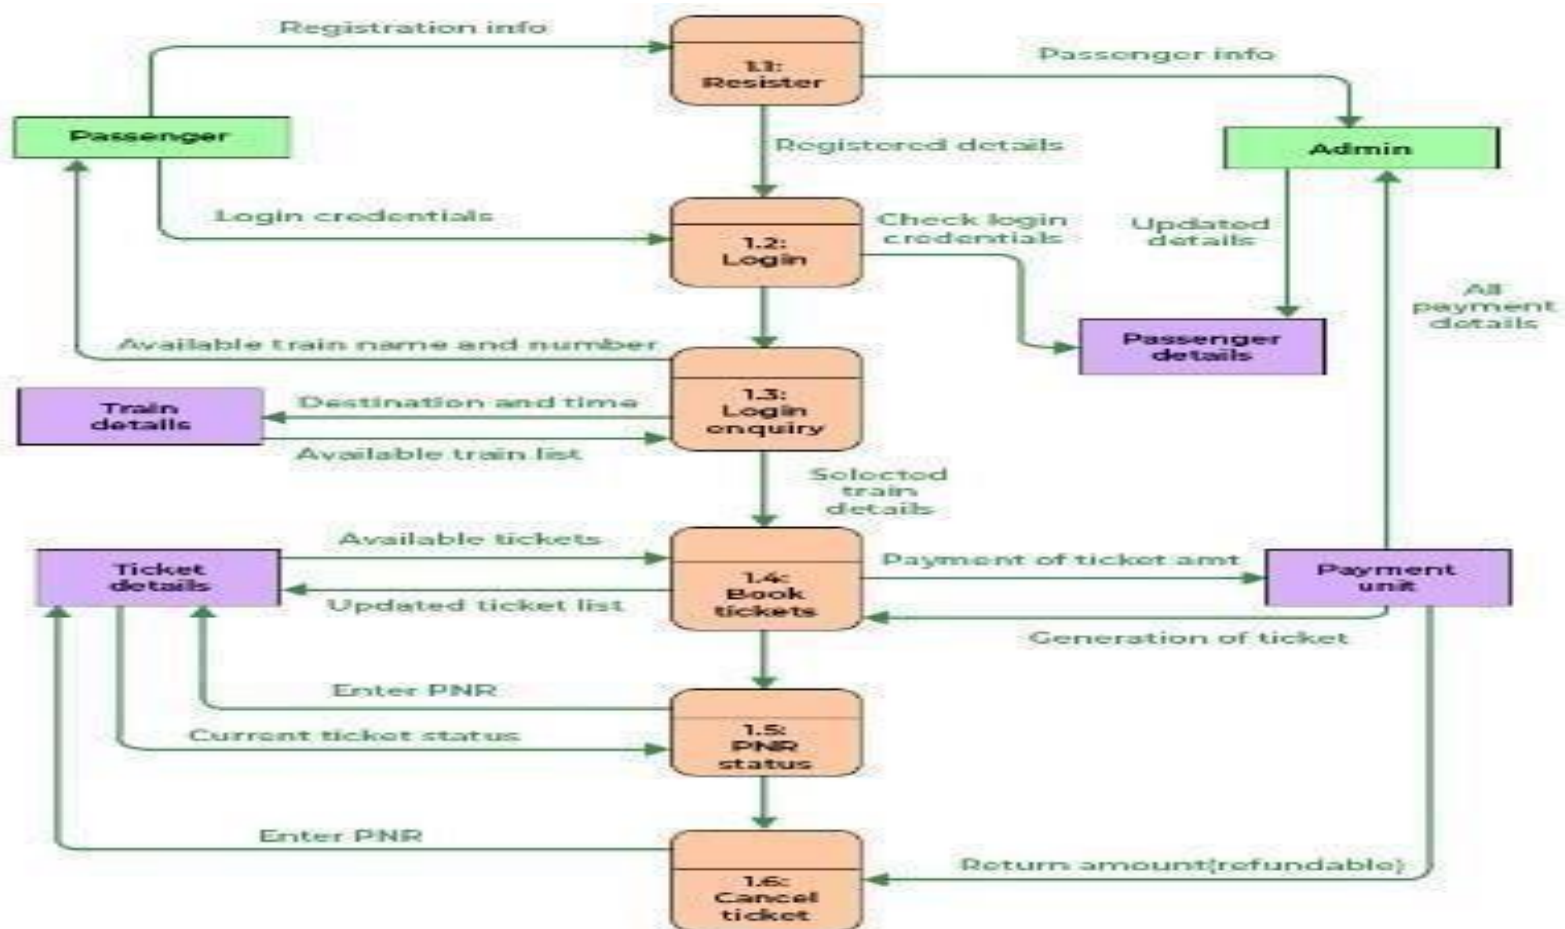 Registration info
Passenger info
1.1:
Resister
Passenger
Admin
Registered details
Login credentials
Check login
credentials
Updated
details
1.2:
Login
All
payment
details
Available train name and number
Passenger
details
1.3:
Login
enquiry
Train
details
Destination and time
Available train list
Selected
train
details
Available tickets
Payment of ticket amt
Ticket
details
1.4:
Book
tickets
Payment
unit
Updated ticket list
Generation of ticket
Enter PNR
Current ticket status
1.5:
PNR
status
Enter PNR
Return amount(refundable)
1.6:
Cancel
ticket